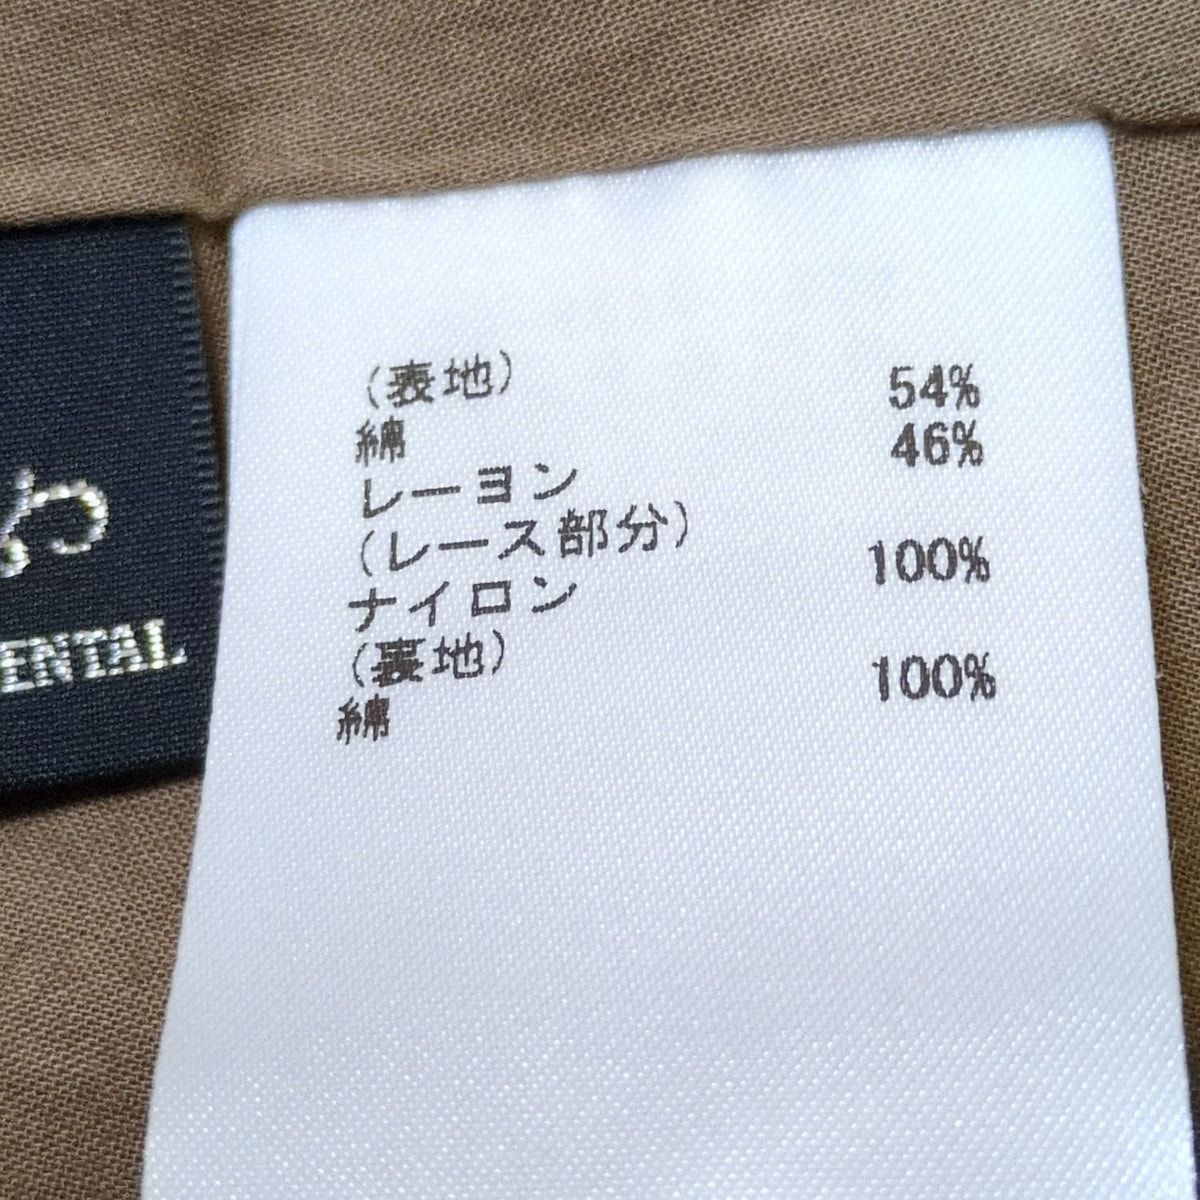 (表地)
綿 54%
レーヨン 46%
(レース部分)
ナイロン 100%
(裏地)
綿 100%
ENTAL